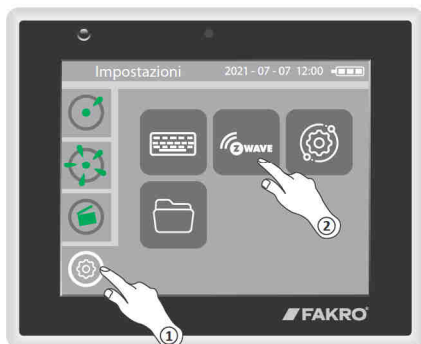 Impostazioni 2021 - 07 - 07 12:00
Z WAVE
②
①
FAKRO